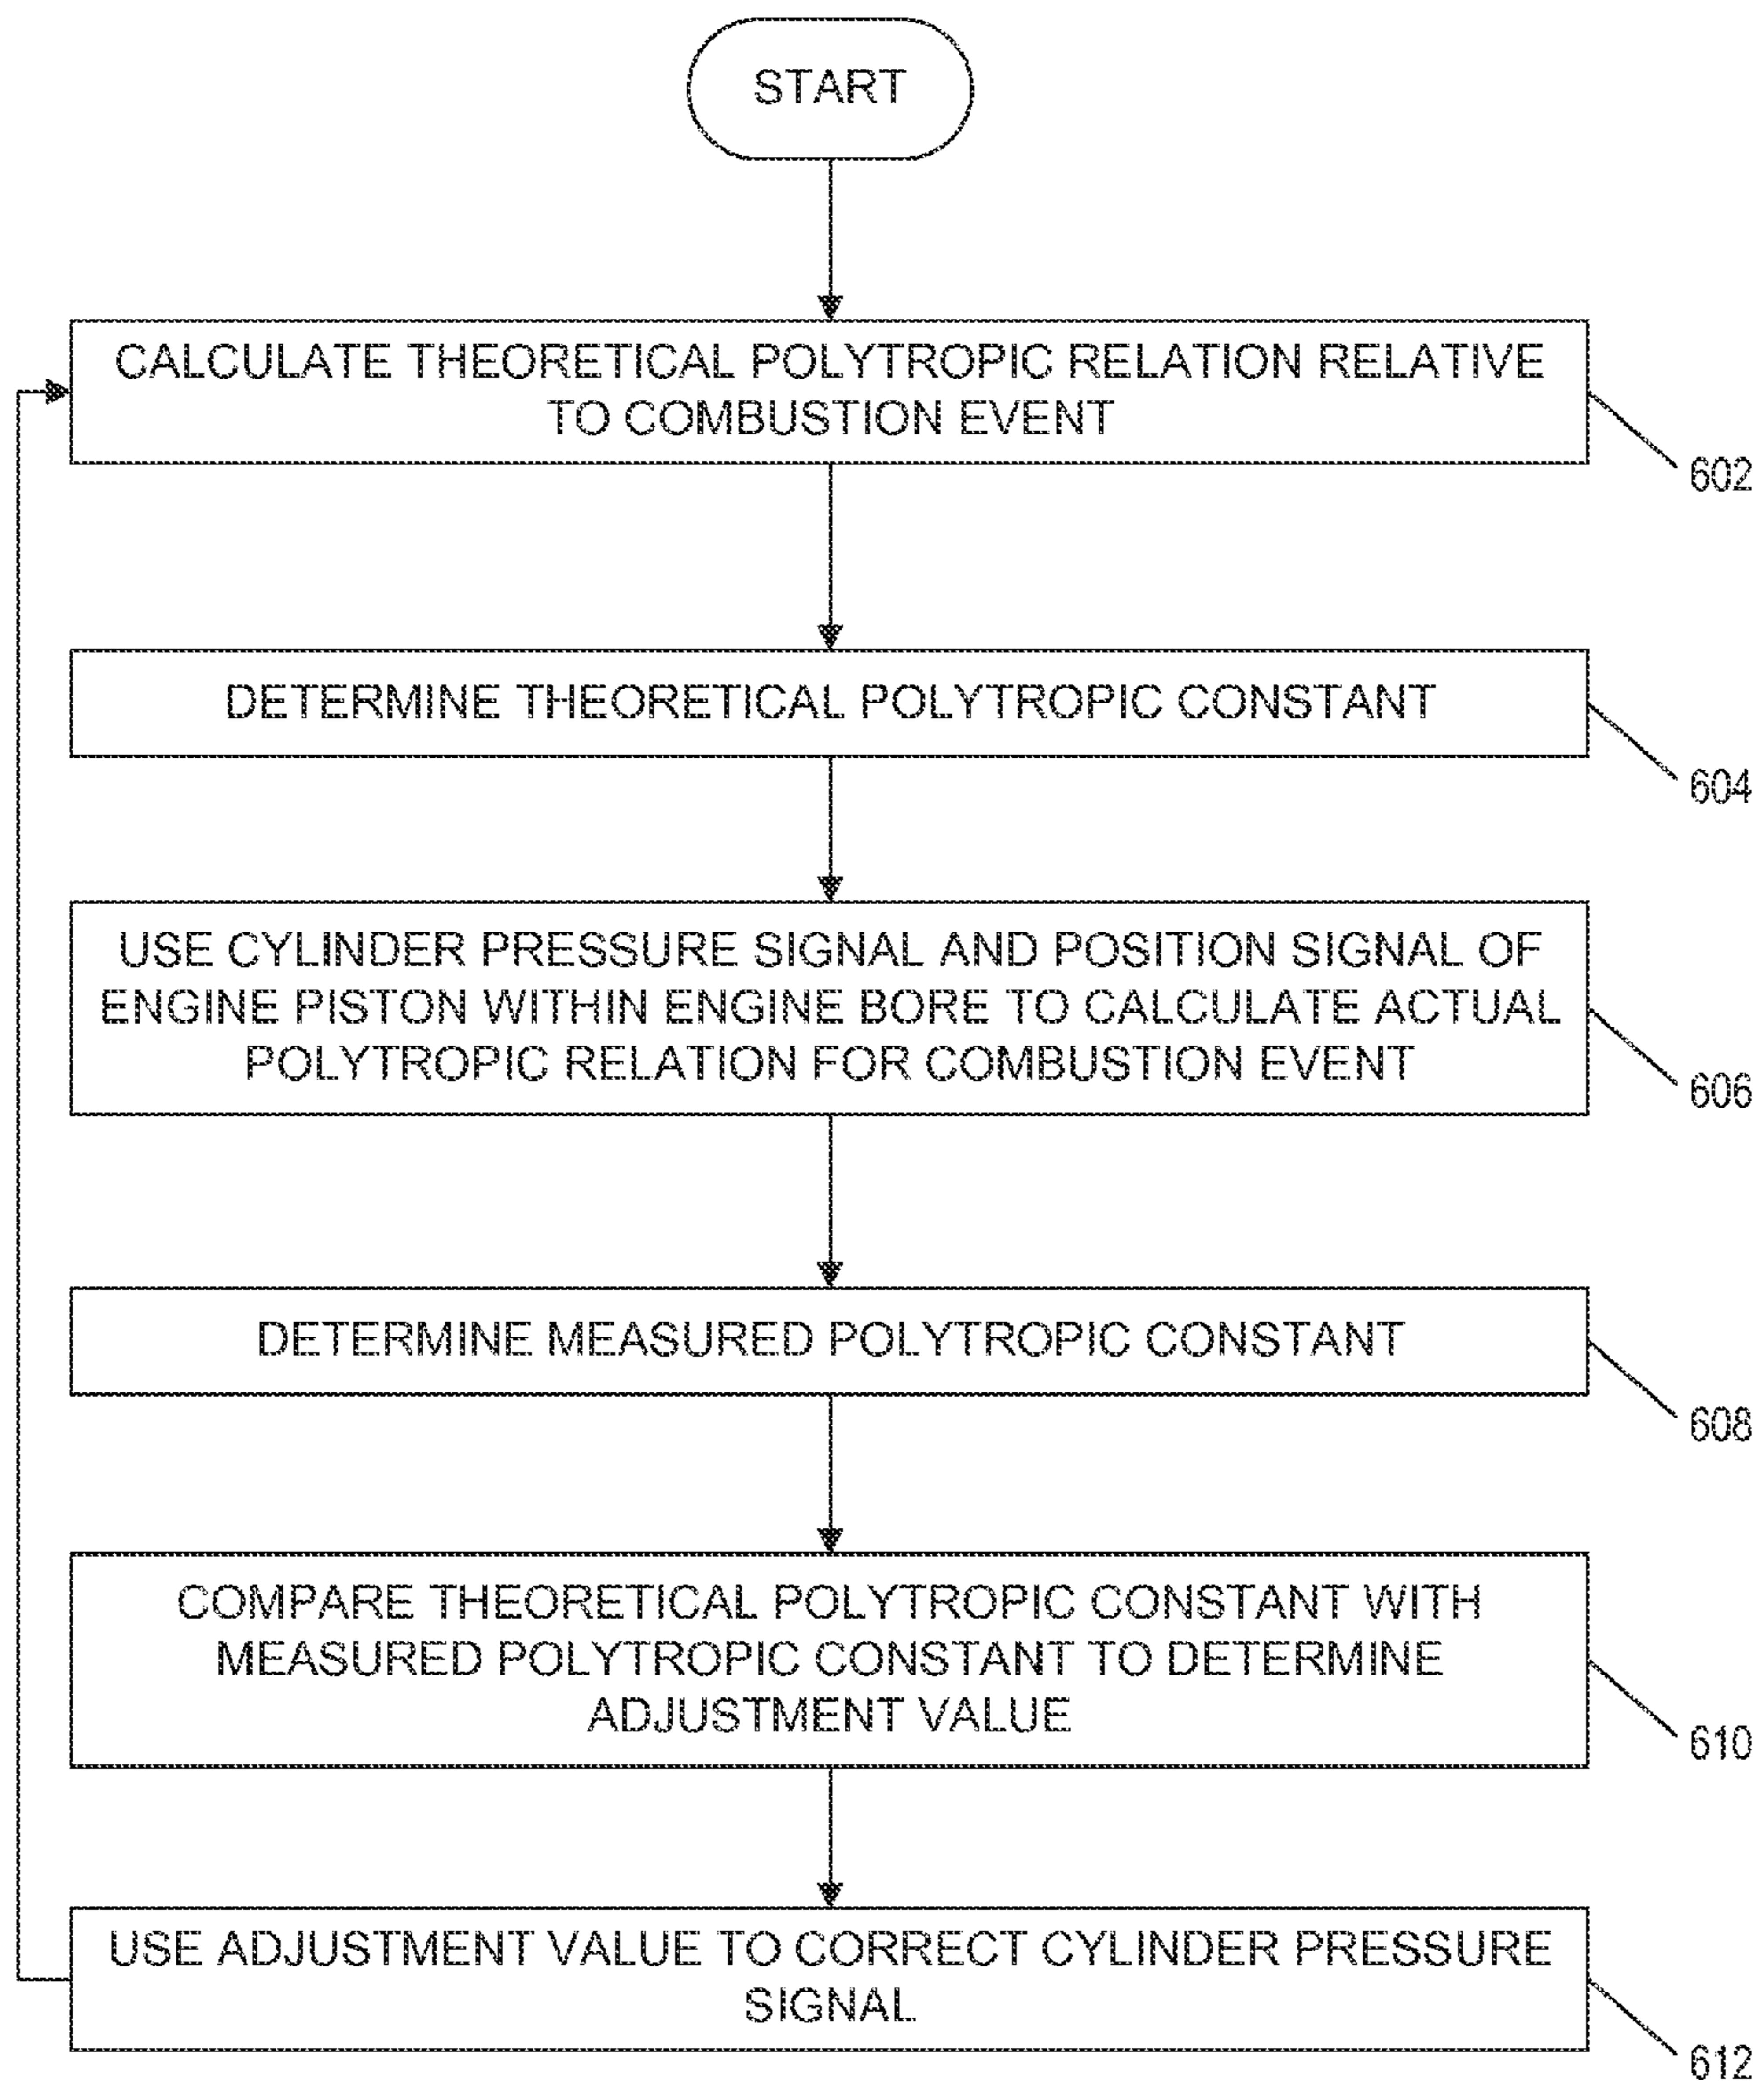 START
CALCULATE THEORETICAL POLYTROPIC RELATION RELATIVE
TO COMBUSTION EVENT
602
DETERMINE THEORETICAL POLYTROPIC CONSTANT
604
USE CYLINDER PRESSURE SIGNAL AND POSITION SIGNAL OF
ENGINE PISTON WITHIN ENGINE BORE TO CALCULATE ACTUAL
POLYTROPIC RELATION FOR COMBUSTION EVENT
606
DETERMINE MEASURED POLYTROPIC CONSTANT
608
COMPARE THEORETICAL POLYTROPIC CONSTANT WITH
MEASURED POLYTROPIC CONSTANT TO DETERMINE
ADJUSTMENT VALUE
610
USE ADJUSTMENT VALUE TO CORRECT CYLINDER PRESSURE
SIGNAL
612